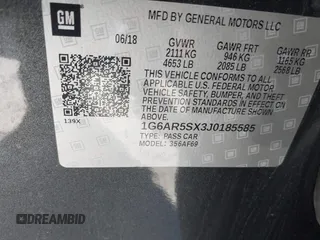 GM
MFD BY GENERAL MOTORS LLC
06/18 GVWR GAWR FRT GAWR RR
2111 KG 946 KG 1165 KG
4653 LB 2085 LB 2568 LB
THIS VEHICLE CONFORMS TO ALL
APPLICABLE U.S. FEDERAL MOTOR
VEHICLE SAFETY, BUMPER, AND THEFT
PREVENTION STANDARDS IN EFFECT
ON THE DATE OF MANUFACTURE
SHOWN ABOVE.
139X
1G6AR5SX3J0185585
TYPE: PASS CAR
MODEL: 356AF69
DREAMBID